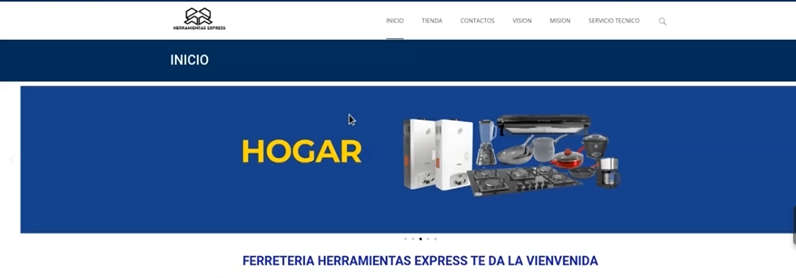 HERRAMIENTAS EXPRESS
INICIO TIENDA CONTACTOS VISION MISION SERVICIO TECNICO
INICIO
HOGAR
FERRETERIA HERRAMIENTAS EXPRESS TE DA LA VIENVENIDA